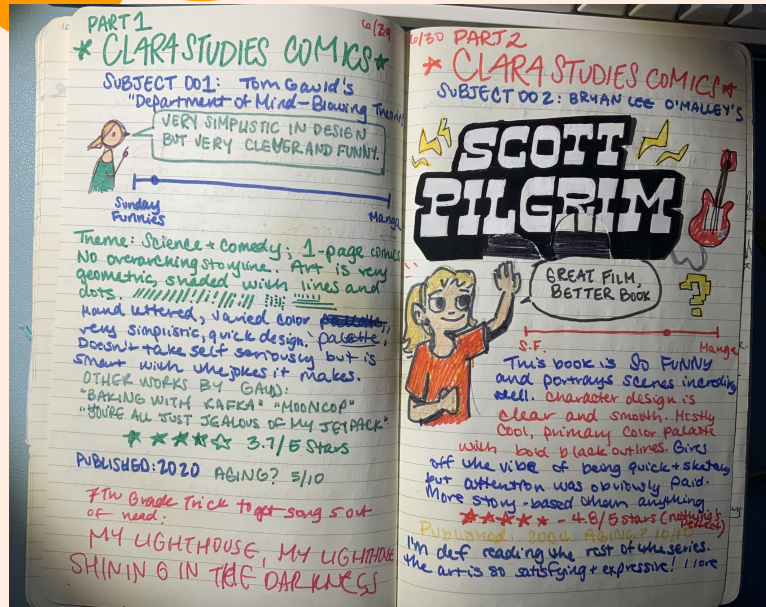 PART 1
6/29
★ CLARA STUDIES COMICS ★
SUBJECT 001: Tom Gauld's
"Department of Mind-Blowing Theories
VERY SIMPLISTIC IN DESIGN
BUT VERY CLEVER AND FUNNY.
Sunday
Funnies
Manga
Theme: Science + Comedy; 1-page comics
No overarching storyline. Art is very
geometric, shaded with lines and
dots.
Hand lettered, varied color
very simplistic, quick design. palette,
Doesn't take self seriously but is
smart with the jokes it makes.
OTHER WORKS BY GAULD:
"BAKING WITH KAFKA" "MOONCOP"
"YOU'RE ALL JUST JEALOUS OF MY JETPACK"
★★★★☆ 3.7/5 Stars
PUBLISHED: 2020 AGING? 5/10
7th Grade Trick to get song s out
of head:
MY LIGHTHOUSE, MY LIGHTHOUSE
SHINING IN THE DARKNESS
6/30 PART 2
★ CLARA STUDIES COMICS ★
SUBJECT 002: BRYAN LEE O'MALLEY'S
SCOTT
PILGRIM
GREAT FILM,
BETTER BOOK
?
S.F.
Manga
This book is SO FUNNY
and portrays scenes incredibly
well. Character design is
clear and smooth. Mostly
cool, primary color palatte
with bold black outlines. Gives
off the vibe of being quick + sketchy
but attention was obviously paid.
More story-based than anything
★★★★★ - 4.8/5 stars (nothing's
perfect)
Published: 2004 AGING? 10/10
I'm def reading the rest of the series.
the art is so satisfying + expressive!